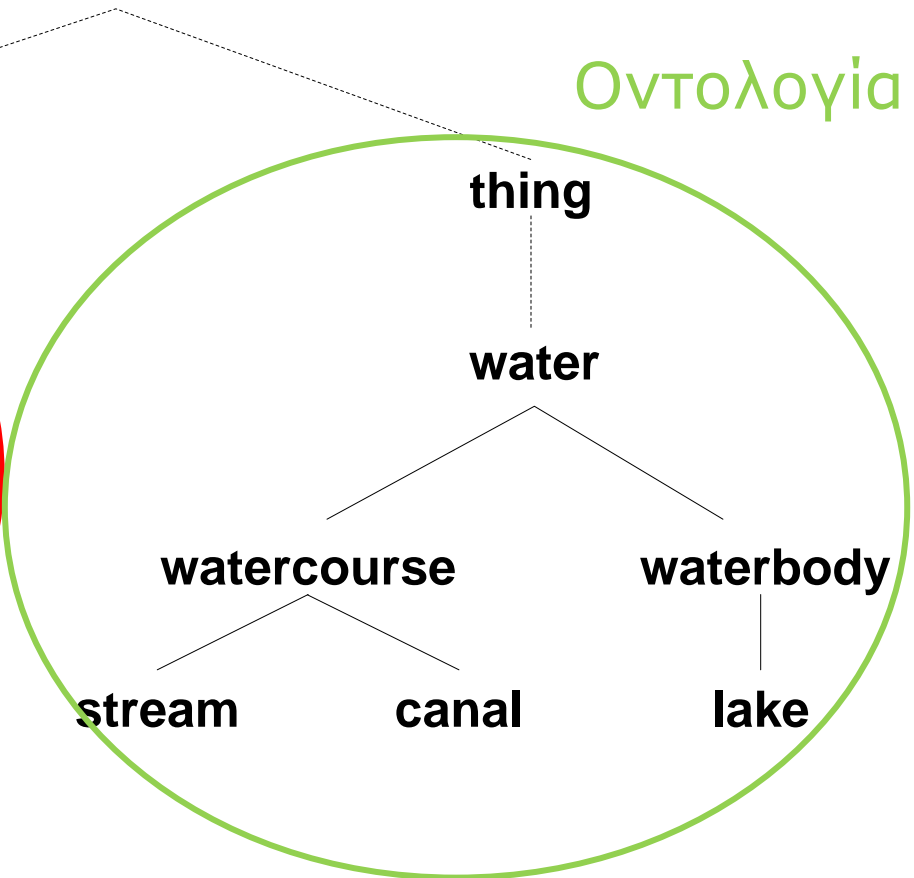 Οντολογία
thing
water
watercourse waterbody
stream canal lake